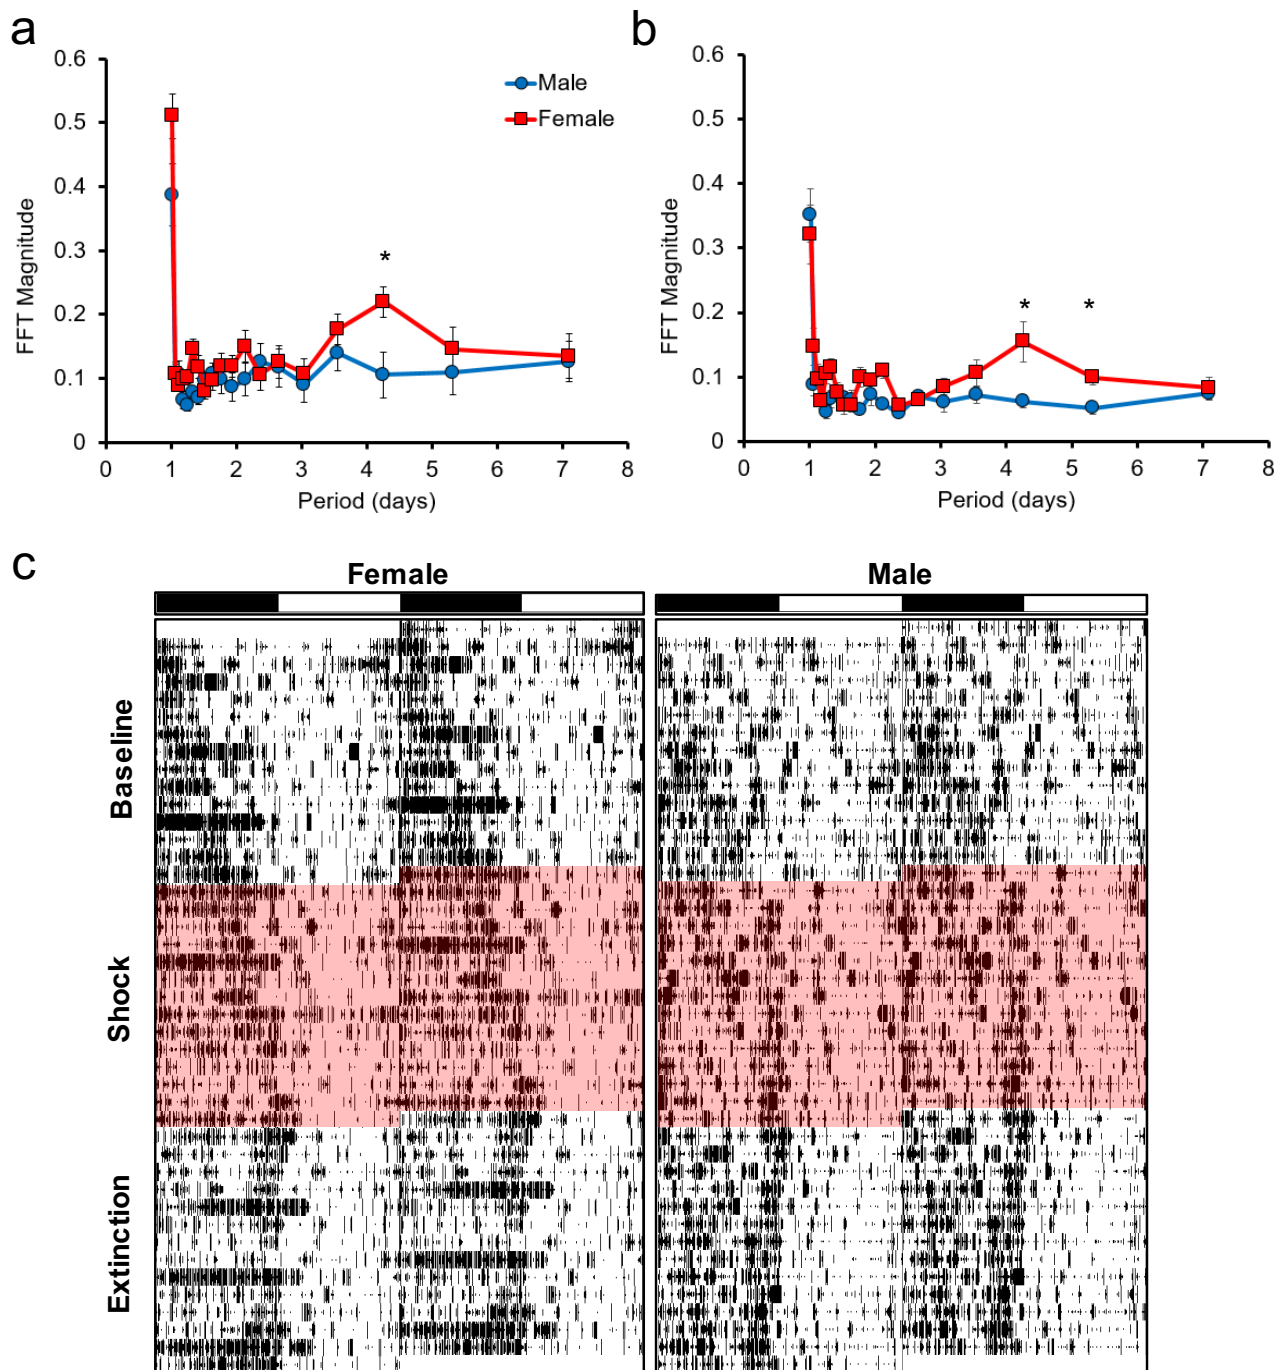 a
0.6
0.5
0.4
0.3
0.2
0.1
0
FFT Magnitude
Male
Female
*
0 1 2 3 4 5 6 7 8
Period (days)
b
0.6
0.5
0.4
0.3
0.2
0.1
0
FFT Magnitude
* *
0 1 2 3 4 5 6 7 8
Period (days)
c
Female
Male
Baseline
Shock
Extinction